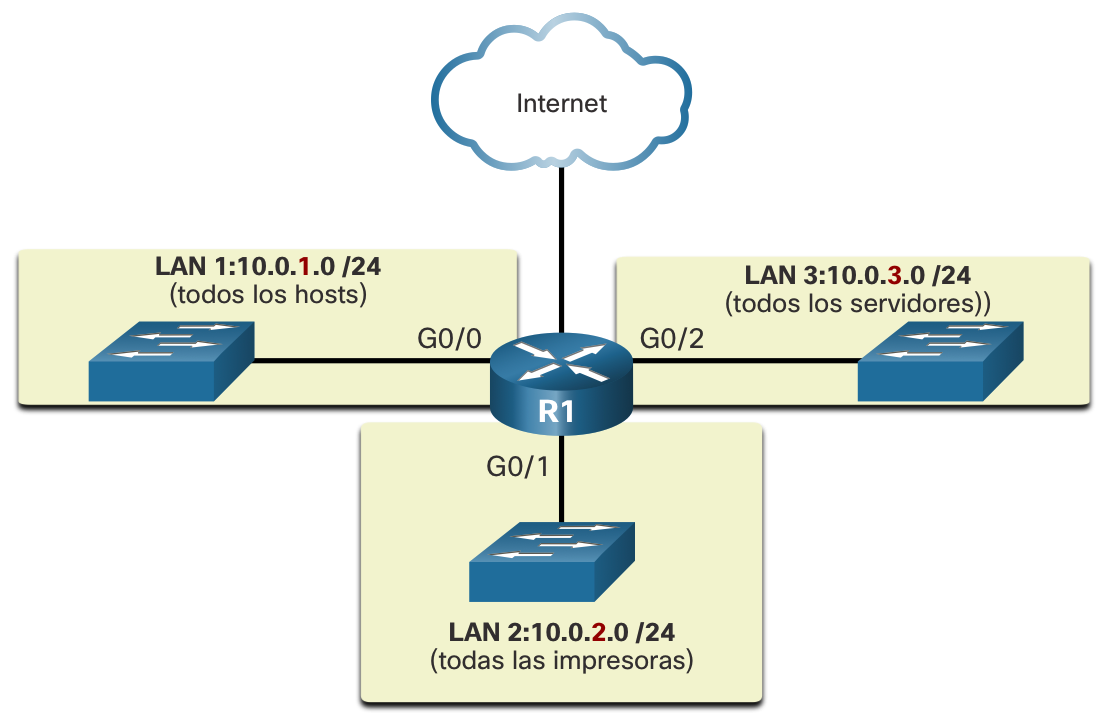 Internet
LAN 1:10.0.1.0 /24
(todos los hosts)
LAN 3:10.0.3.0 /24
(todos los servidores))
G0/0
G0/2
R1
G0/1
LAN 2:10.0.2.0 /24
(todas las impresoras)